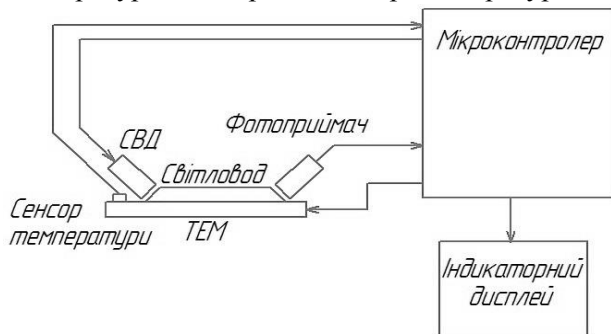 Мікроконтролер
СВД
Фотоприймач
Світловод
Сенсор
температури
ТЕМ
Індикаторний
дисплей